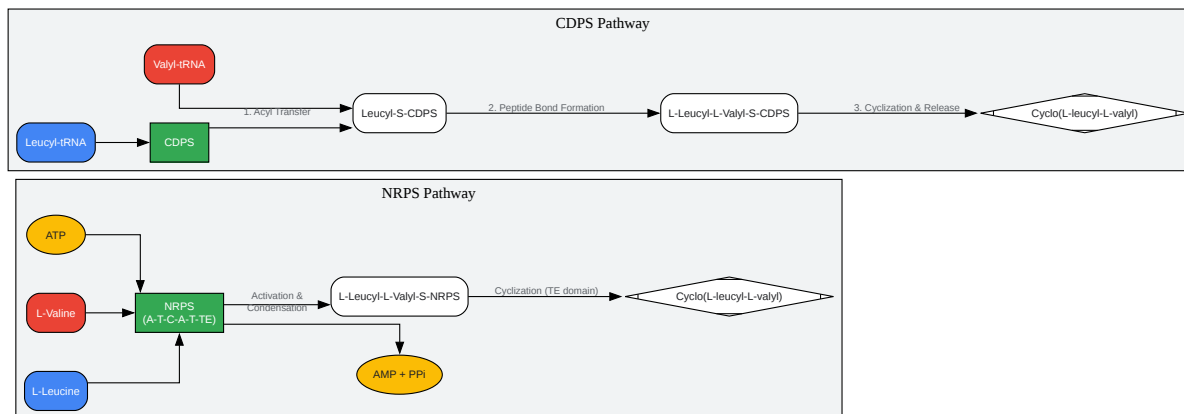 CDPS Pathway
Valyl-tRNA
1. Acyl Transfer
Leucyl-S-CDPS
2. Peptide Bond Formation
L-Leucyl-L-Valyl-S-CDPS
3. Cyclization & Release
Cyclo(L-leucyl-L-valyl)
Leucyl-tRNA
CDPS
NRPS Pathway
ATP
L-Valine
NRPS
(A-T-C-A-T-TE)
Activation &
Condensation
L-Leucyl-L-Valyl-S-NRPS
Cyclization (TE domain)
Cyclo(L-leucyl-L-valyl)
AMP + PPi
L-Leucine